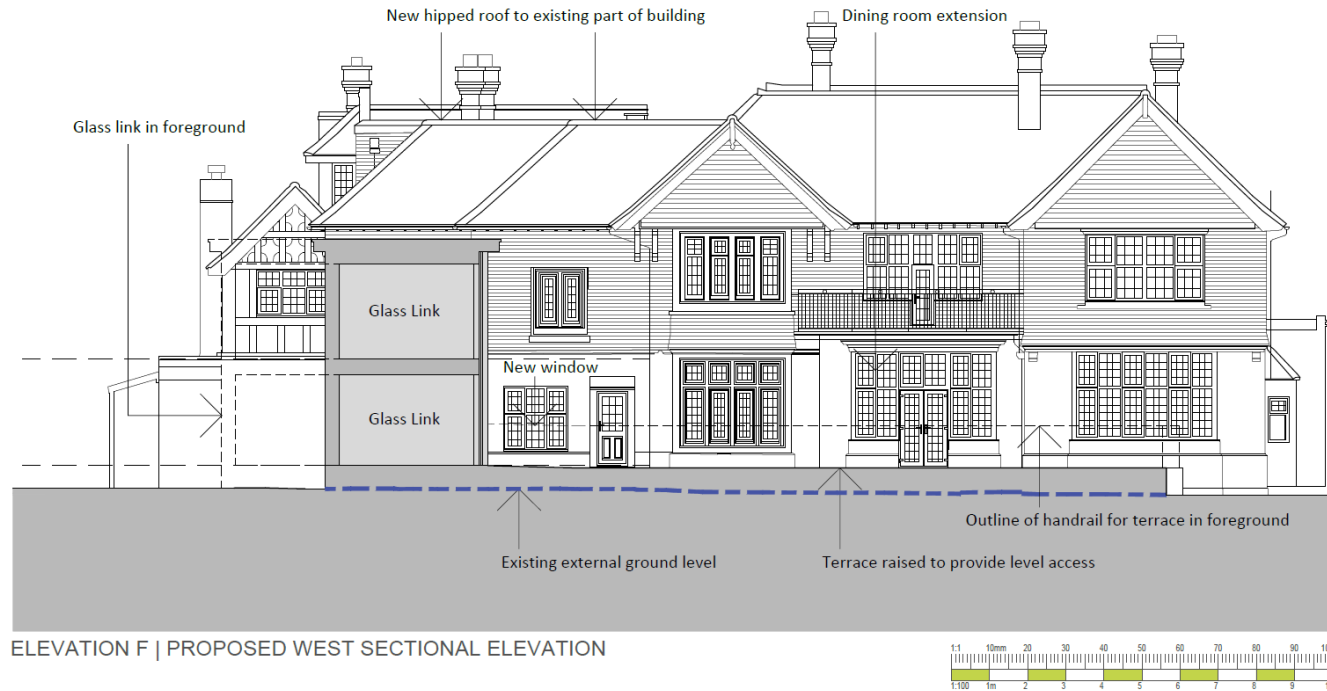 New hipped roof to existing part of building
Dining room extension
Glass link in foreground
Glass Link
New window
Glass Link
Outline of handrail for terrace in foreground
Existing external ground level
Terrace raised to provide level access
ELEVATION F | PROPOSED WEST SECTIONAL ELEVATION
1:1 10mm 20 30 40 50 60 70 80 90
1:100 1m 2 3 4 5 6 7 8 9